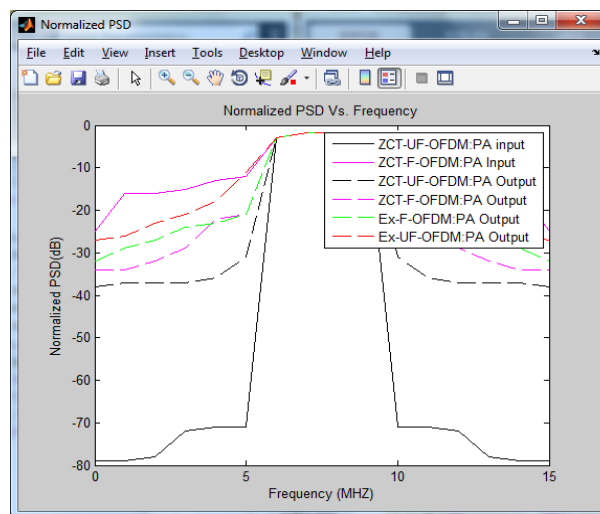 Normalized PSD
File Edit View Insert Tools Desktop Window Help
Normalized PSD Vs. Frequency
0
-10
-20
-30
-40
-50
-60
-70
-80
Normalized PSD(dB)
ZCT-UF-OFDM:PA input
ZCT-F-OFDM:PA Input
ZCT-UF-OFDM:PA Output
ZCT-F-OFDM:PA Output
Ex-F-OFDM:PA Output
Ex-UF-OFDM:PA Output
0 5 10 15
Frequency (MHZ)